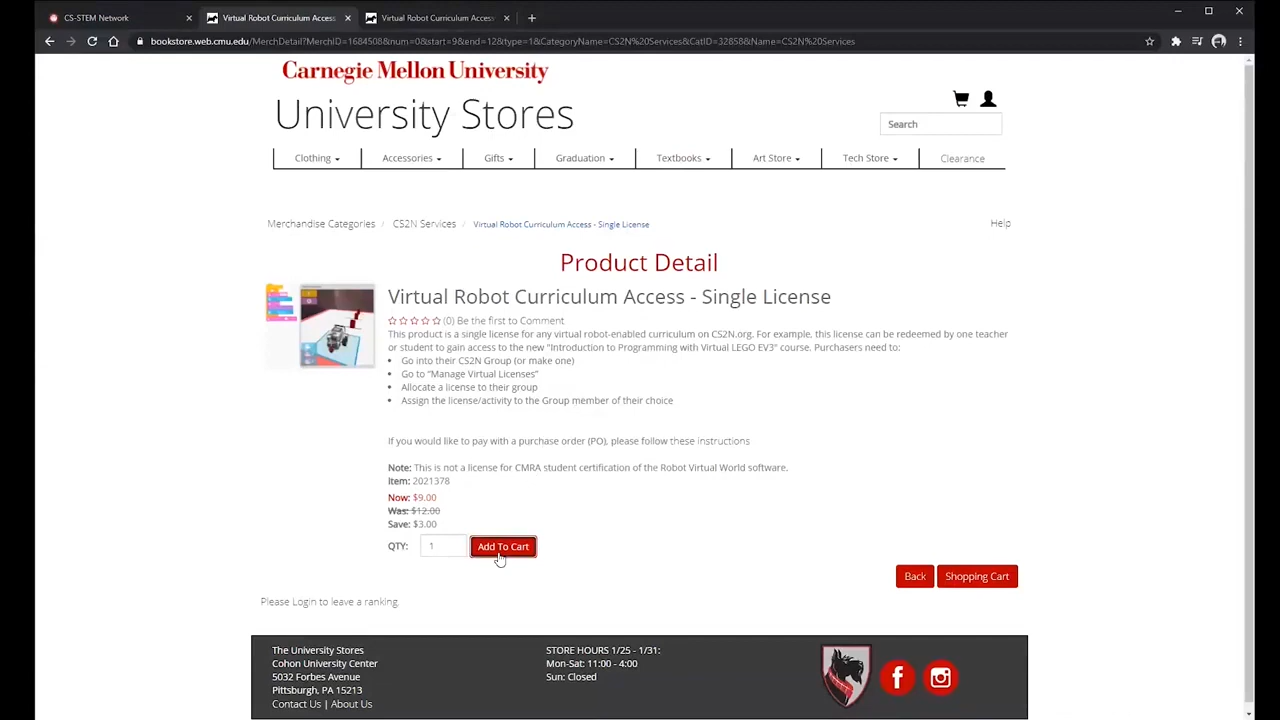 CS-STEM Network
Virtual Robot Curriculum Access
Virtual Robot Curriculum Access
bookstore.web.cmu.edu/MerchDetail?MerchID=1684508&num=0&start=9&end=12&type=1&CategoryName=CS2N%20Services&CatID=32858&Name=CS2N%20Services
Carnegie Mellon University
University Stores
Search
Clothing Accessories Gifts Graduation Textbooks Art Store Tech Store Clearance
Merchandise Categories / CS2N Services / Virtual Robot Curriculum Access - Single License
Help
Product Detail
Virtual Robot Curriculum Access - Single License
(0) Be the first to Comment
This product is a single license for any virtual robot-enabled curriculum on CS2N.org. For example, this license can be redeemed by one teacher
or student to gain access to the new "Introduction to Programming with Virtual LEGO EV3" course. Purchasers need to:
• Go into their CS2N Group (or make one)
• Go to “Manage Virtual Licenses”
• Allocate a license to their group
• Assign the license/activity to the Group member of their choice
If you would like to pay with a purchase order (PO), please follow these instructions
Note: This is not a license for CMRA student certification of the Robot Virtual World software.
Item: 2021378
Now: $9.00
Was: $12.00
Save: $3.00
QTY: 1 Add To Cart
Back Shopping Cart
Please Login to leave a ranking.
The University Stores
Cohon University Center
5032 Forbes Avenue
Pittsburgh, PA 15213
Contact Us | About Us
STORE HOURS 1/25 - 1/31:
Mon-Sat: 11:00 - 4:00
Sun: Closed